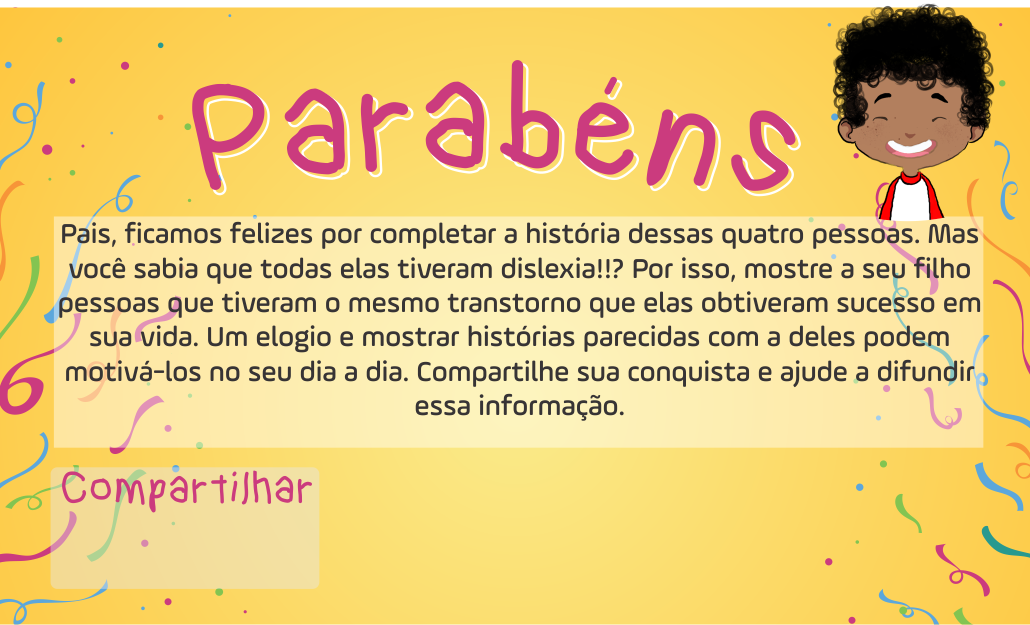 Parabéns
Pais, ficamos felizes por completar a história dessas quatro pessoas. Mas
você sabia que todas elas tiveram dislexia!!? Por isso, mostre a seu filho
pessoas que tiveram o mesmo transtorno que elas obtiveram sucesso em
sua vida. Um elogio e mostrar histórias parecidas com a deles podem
motivá-los no seu dia a dia. Compartilhe sua conquista e ajude a difundir
essa informação.
Compartilhar